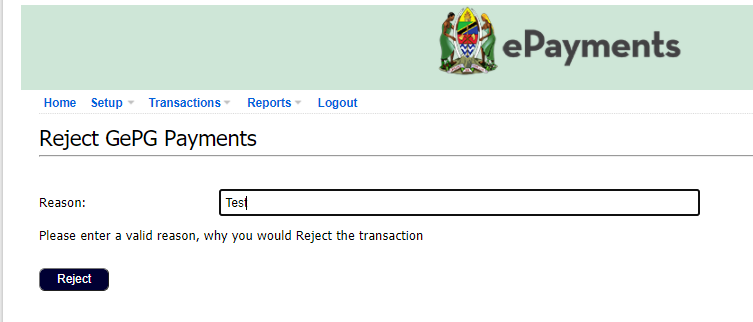 ePayments
Home Setup Transactions Reports Logout
Reject GePG Payments
Reason: Test
Please enter a valid reason, why you would Reject the transaction
Reject